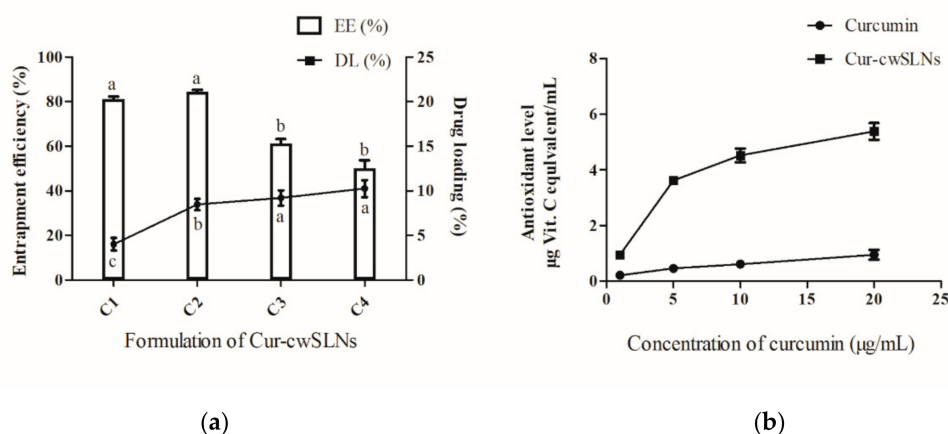 EE (%)
DL (%)
Entrapment efficiency (%)
100
80
60
40
20
0
a
a
b
b
c
b
a
a
25
20
15
10
5
0
Drug loading (%)
C1
C2
C3
C4
Formulation of Cur-cwSLNs
(a)
Curcumin
Cur-cwSLNs
Antioxidant level
µg Vit. C equlvalent/mL
8
6
4
2
0
0
5
10
15
20
25
Concentration of curcumin (µg/mL)
(b)